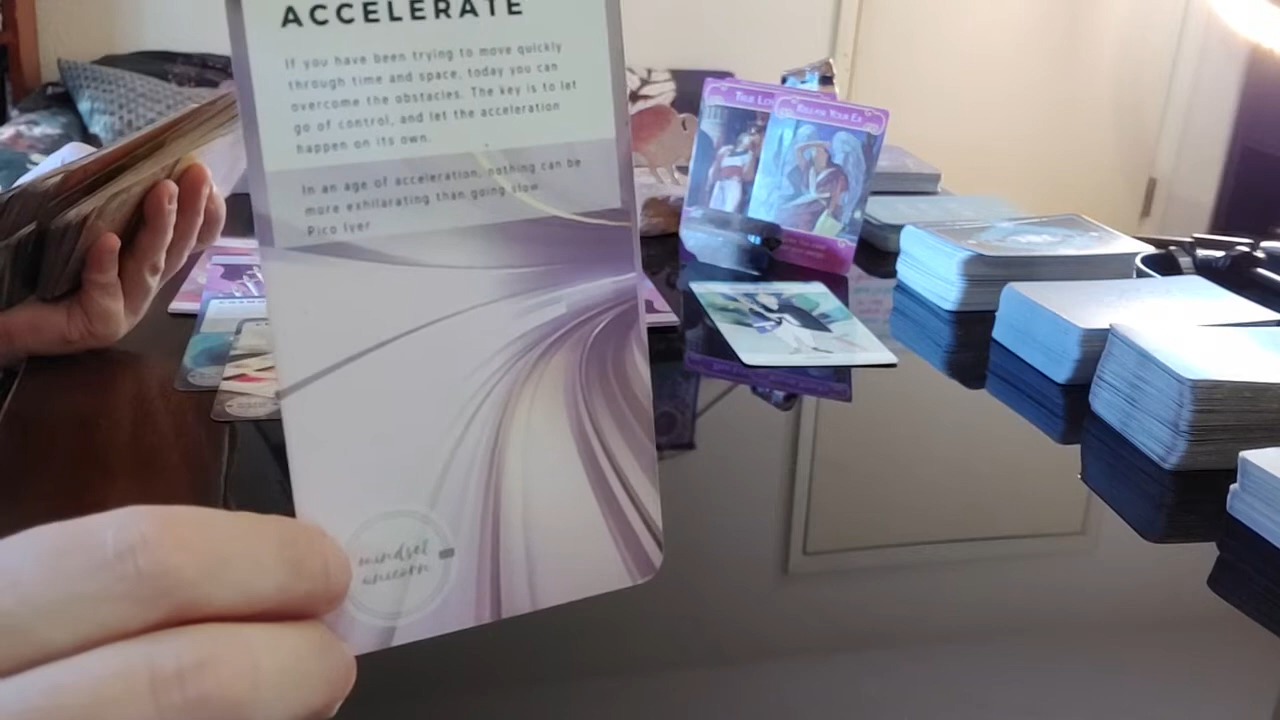 ACCELERATE
If you have been trying to move quickly
through time and space, today you can
overcome the obstacles. The key is to let
go of control, and let the acceleration
happen on its own.
In an age of acceleration, nothing can be
more exhilarating than going slow
Pico Iyer
mindset
unicorn